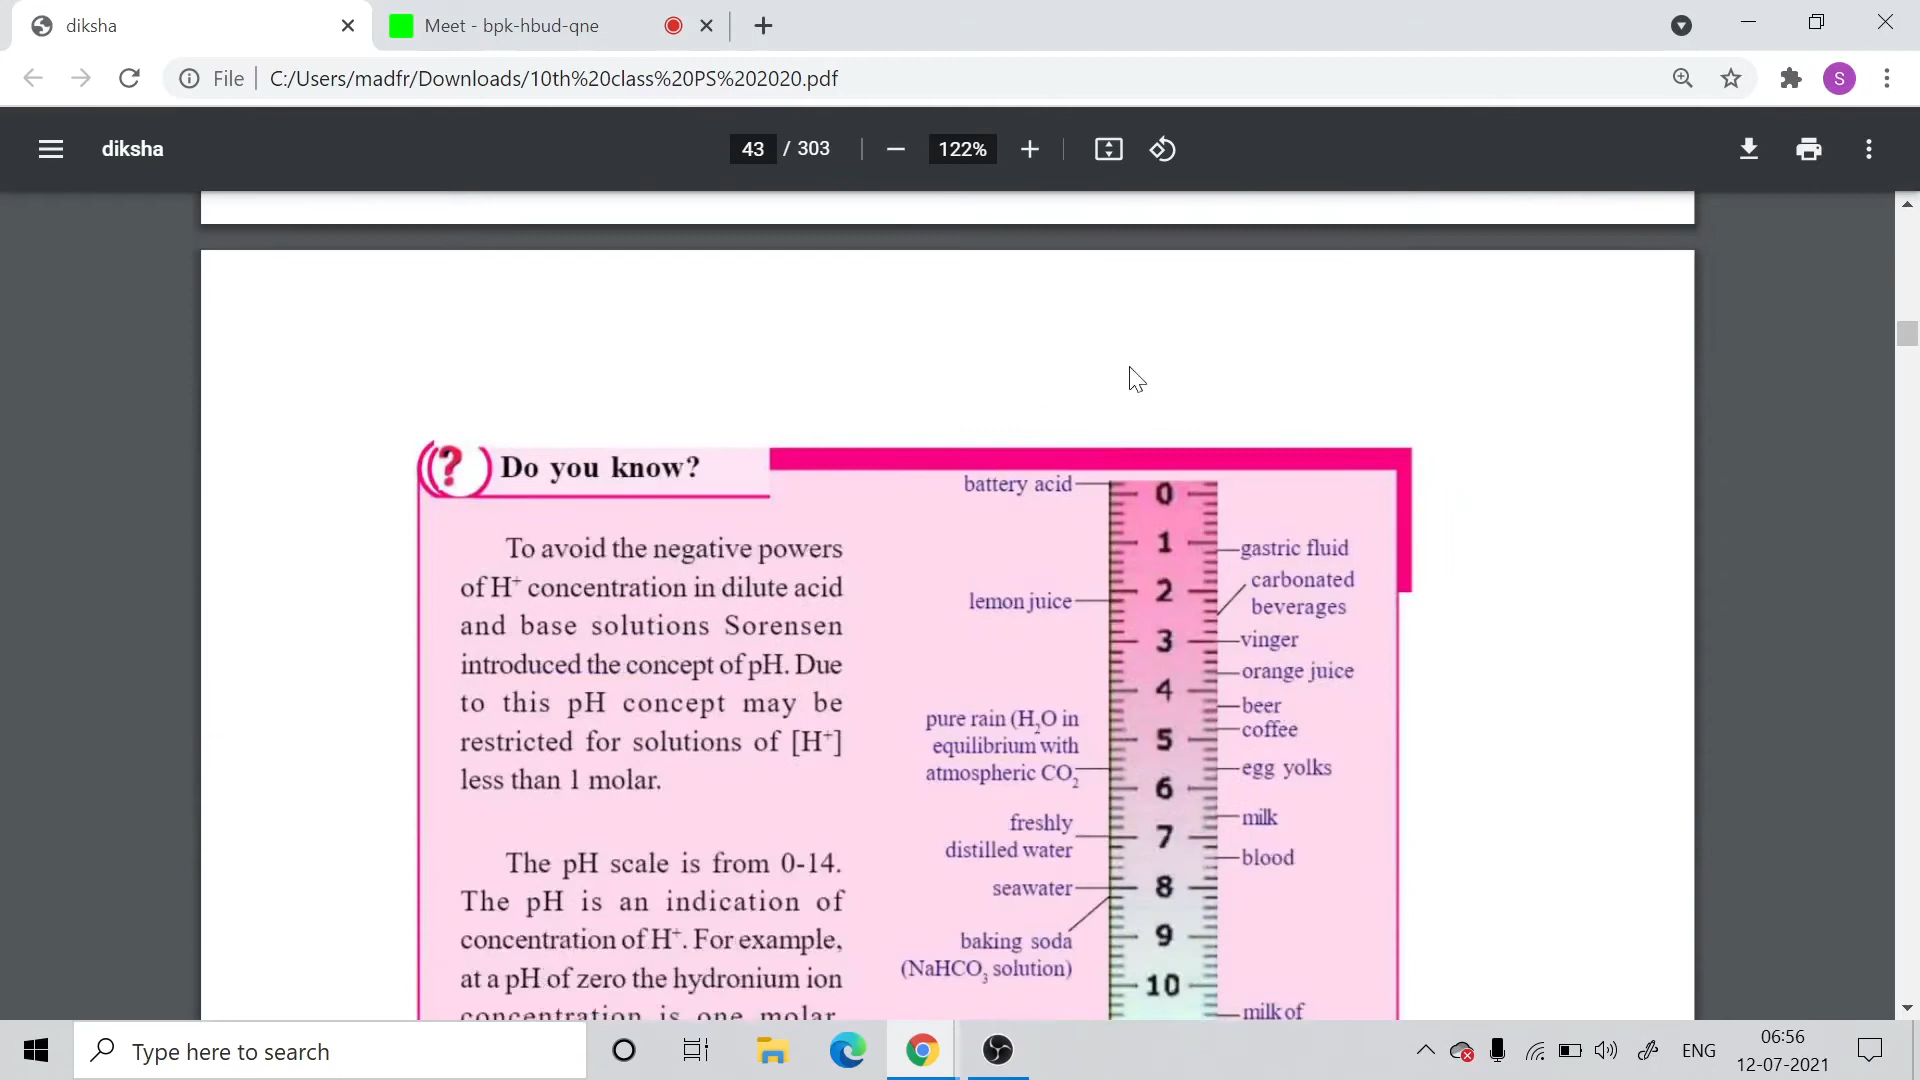 diksha
Meet - bpk-hbud-qne
File
C:/Users/madfr/Downloads/10th%20class%20PS%202020.pdf
S
diksha
43 / 303
122%
? Do you know?
To avoid the negative powers
of H⁺ concentration in dilute acid
and base solutions Sorensen
introduced the concept of pH. Due
to this pH concept may be
restricted for solutions of [H⁺]
less than 1 molar.
The pH scale is from 0-14.
The pH is an indication of
concentration of H⁺. For example,
at a pH of zero the hydronium ion
concentration is one molar.
battery acid
lemon juice
pure rain (H₂O in
equilibrium with
atmospheric CO₂
freshly
distilled water
seawater
baking soda
(NaHCO₃ solution)
0
1
2
3
4
5
6
7
8
9
10
gastric fluid
carbonated
beverages
vinger
orange juice
beer
coffee
egg yolks
milk
blood
milk of
Type here to search
ENG
06:56
12-07-2021